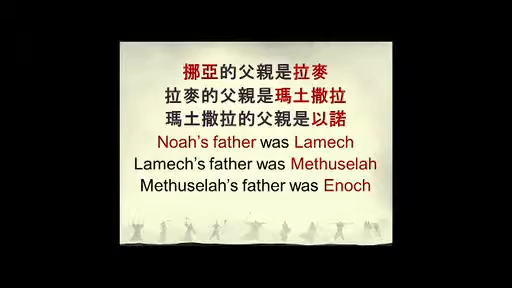 挪亞的父親是拉麥
拉麥的父親是瑪土撒拉
瑪土撒拉的父親是以諾
Noah's father was Lamech
Lamech's father was Methuselah
Methuselah's father was Enoch